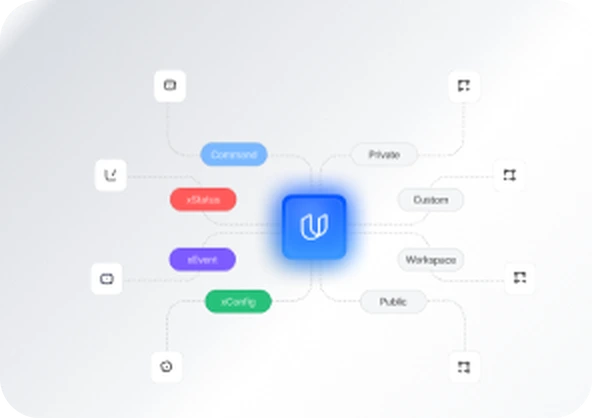 Command
Private
xStatus
Custom
xEvent
Workspace
xConfig
Public